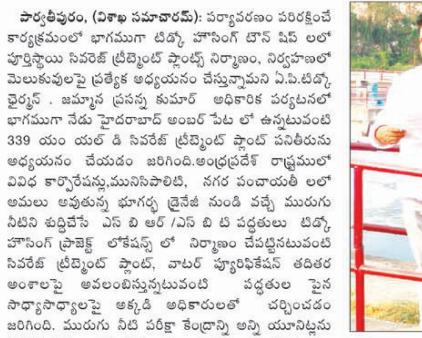 పార్వతీపురం, (విశాఖ సమాచారమ్): పర్యావరణం పరిరక్షించే
కార్యక్రమంలో భాగముగా టిడ్కో హౌసింగ్ టౌన్ షిప్ లలో
పూర్తిస్థాయి సివరెజ్ ట్రీట్మెంట్ ప్లాంట్స్ నిర్మాణం, నిర్వహణలో
మెలుకువలపై ప్రత్యేక అధ్యయనం చేస్తున్నామని ఏ.పి.టిడ్కో
ఛైర్మన్ . జమ్మాన ప్రసన్న కుమార్ అధికారిక పర్యటనలో
భాగముగా నేడు హైదరాబాద్ అంబర్ పేట లో ఉన్నటువంటి
339 యం యల్ డి సివరెజ్ ట్రీట్మెంట్ ప్లాంట్ పనితీరును
అధ్యయనం చేయడం జరిగింది.ఆంధ్రప్రదేశ్ రాష్ట్రములో
వివిధ కార్పొరేషన్లు,మునిసిపాలిటి, నగర పంచాయతీ లలో
అమలు అవుతున్న భూగర్భ డ్రైనేజీ నుండి వచ్చే మురుగు
నీటిని శుద్ధిచేసే ఎస్ బి ఆర్ /ఎస్ బి టి పద్ధతులు టిడ్కో
హౌసింగ్ ప్రాజెక్ట్ లొకేషన్స్ లో నిర్మాణం చేపట్టినటువంటి
సివరెజ్ ట్రీట్మెంట్ ప్లాంట్, వాటర్ ప్యూరిఫికేషన్ తదితర
అంశాలపై అవలంబిస్తున్నటువంటి పద్ధతుల పైన
సాధ్యాసాధ్యాలపై అక్కడి అధికారులతో చర్చించడం
జరిగింది. మురుగు నీటి పరీక్షా కేంద్రాన్ని అన్ని యూనిట్లను